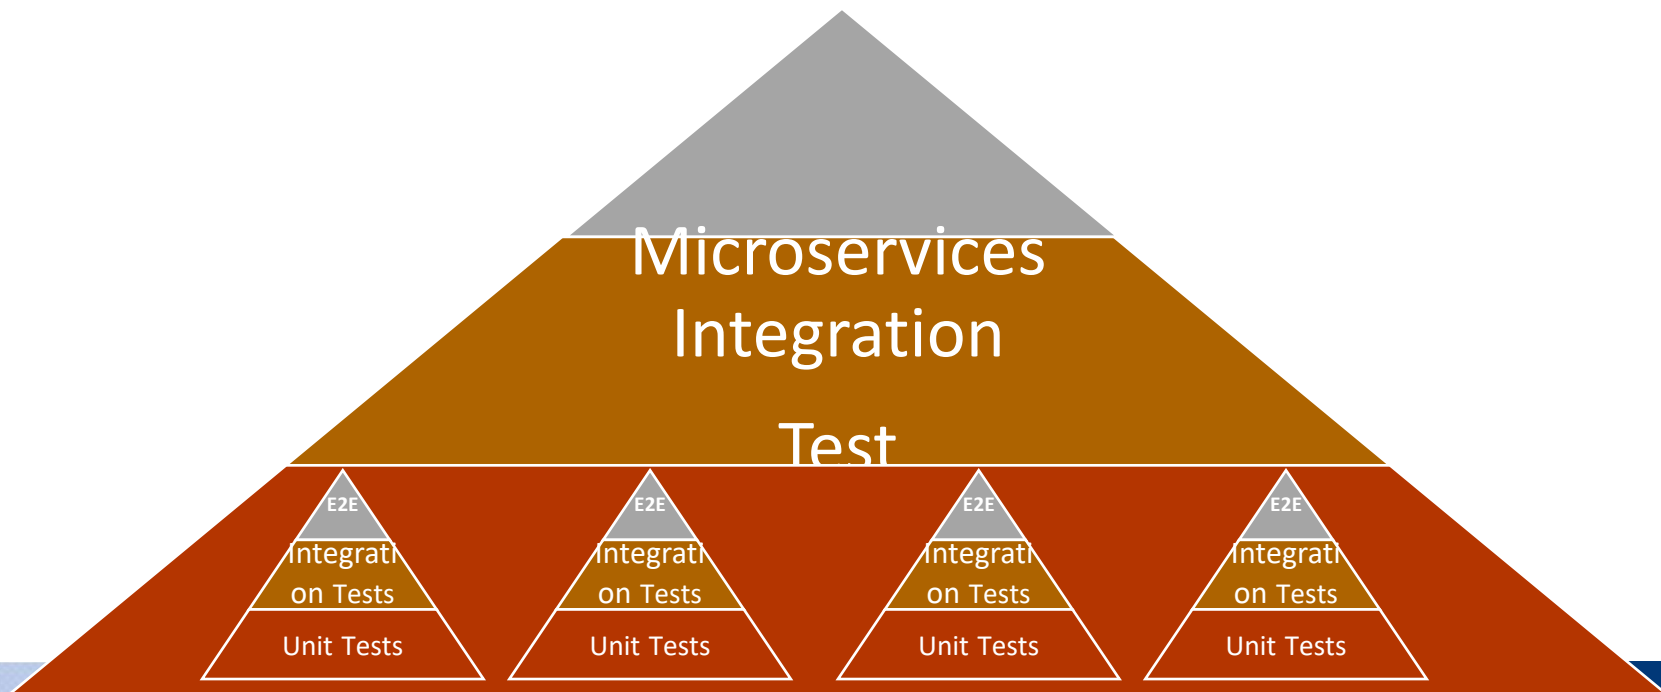 Microservices
Integration
Test
E2E
Integrati
on Tests
Unit Tests
E2E
Integrati
on Tests
Unit Tests
E2E
Integrati
on Tests
Unit Tests
E2E
Integrati
on Tests
Unit Tests